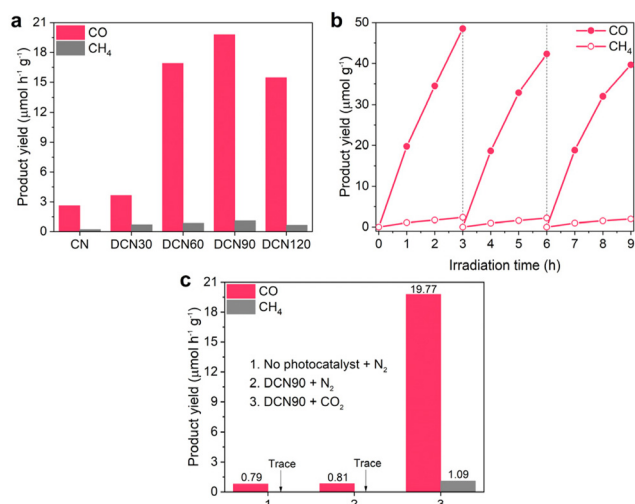 a
CO
CH₄
Product yield (μmol h⁻¹ g⁻¹)
21
18
15
12
9
6
3
0
CN DCN30 DCN60 DCN90 DCN120
b
CO
CH₄
Product yield (μmol g⁻¹)
50
40
30
20
10
0
0 1 2 3 4 5 6 7 8 9
Irradiation time (h)
c
CO
CH₄
Product yield (μmol h⁻¹ g⁻¹)
21
18
15
12
9
6
3
0
19.77
1. No photocatalyst + N₂
2. DCN90 + N₂
3. DCN90 + CO₂
Trace Trace
0.79 0.81 1.09
1 2 3